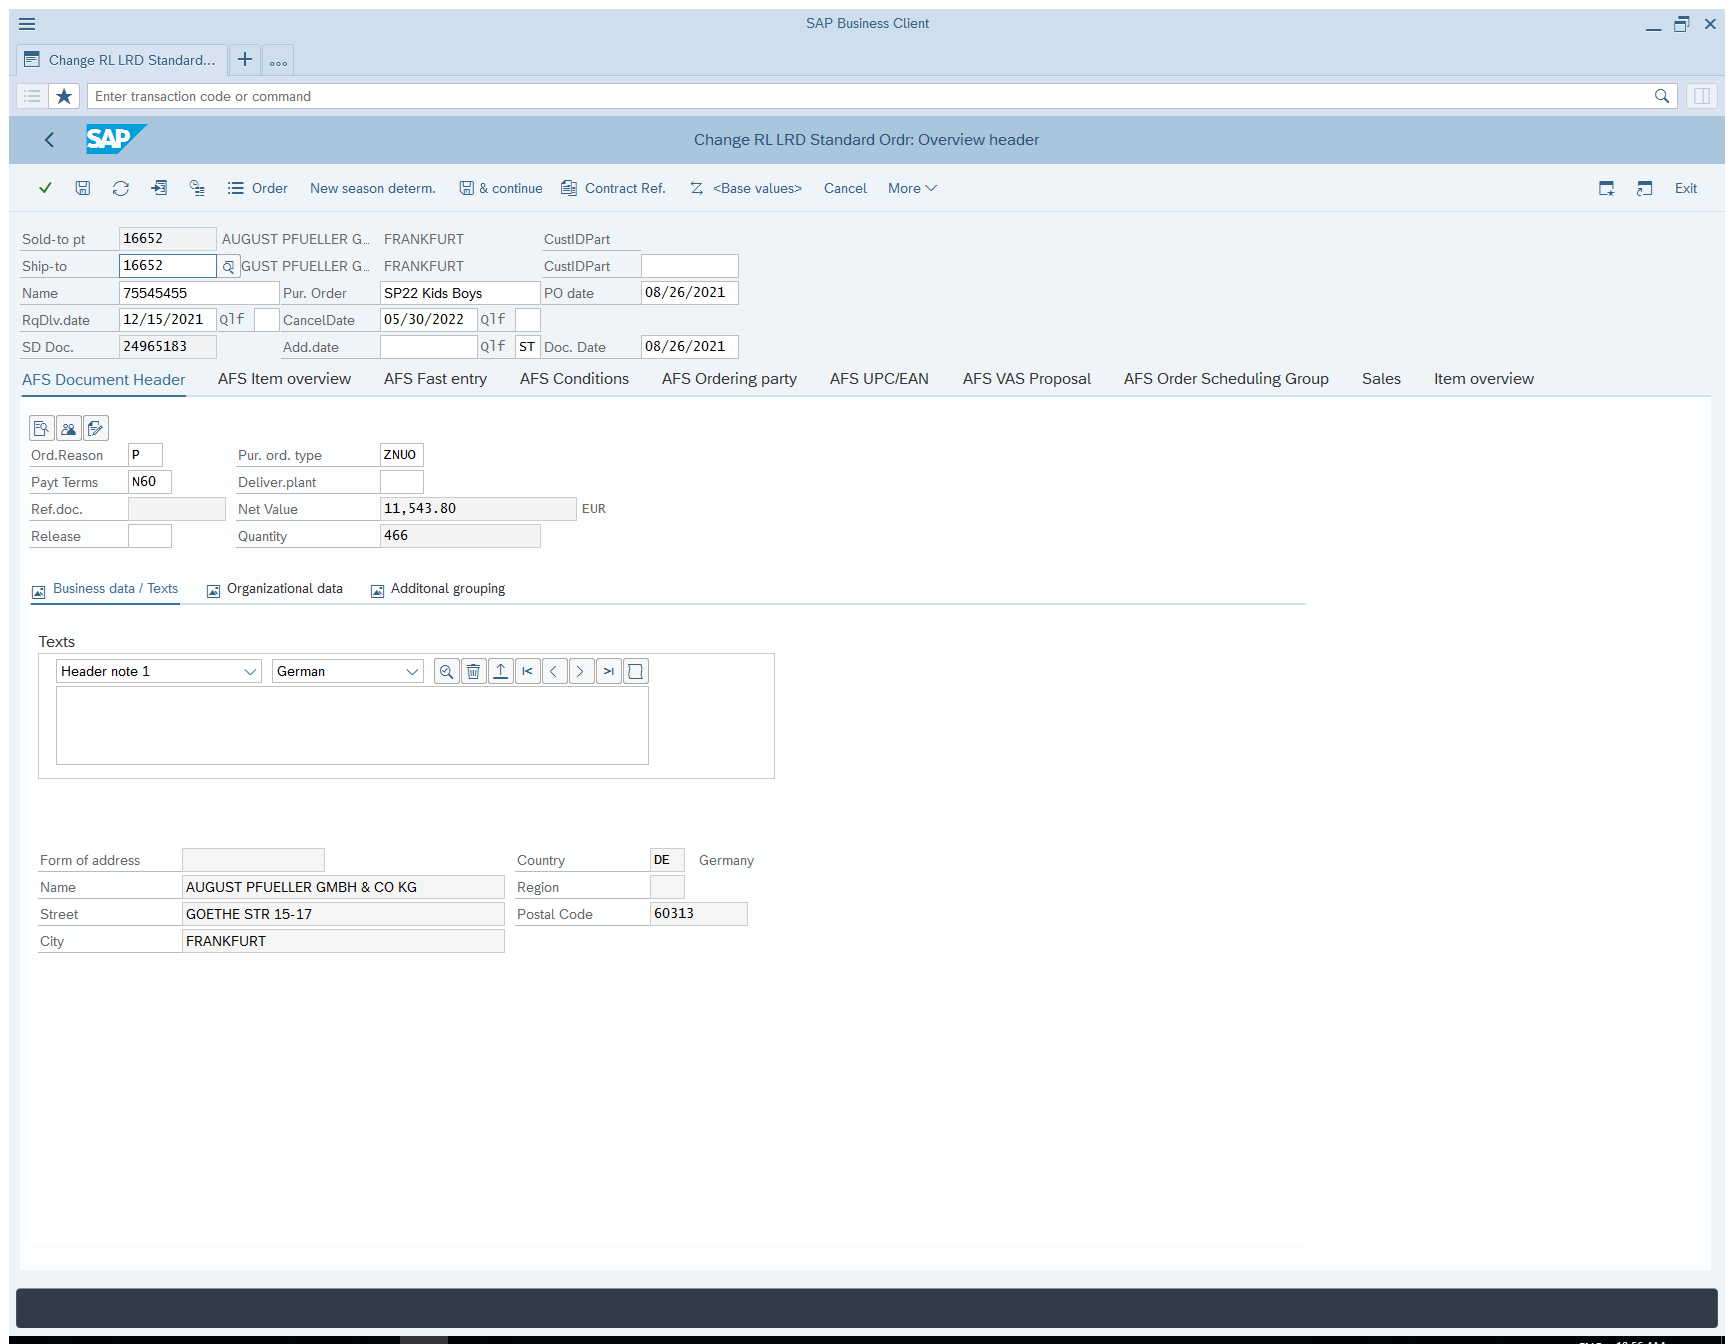 SAP Business Client
Change RL LRD Standard...
Enter transaction code or command
SAP
Change RL LRD Standard Ordr: Overview header
Order
New season determ.
& continue
Contract Ref.
<Base values>
Cancel
More
Exit
Sold-to pt 16652 AUGUST PFUELLER G... FRANKFURT CustIDPart
Ship-to 16652 GUST PFUELLER G... FRANKFURT CustIDPart
Name 75545455 Pur. Order SP22 Kids Boys PO date 08/26/2021
RqDlv.date 12/15/2021 Qlf CancelDate 05/30/2022 Qlf
SD Doc. 24965183 Add.date Qlf ST Doc. Date 08/26/2021
AFS Document Header AFS Item overview AFS Fast entry AFS Conditions AFS Ordering party AFS UPC/EAN AFS VAS Proposal AFS Order Scheduling Group Sales Item overview
Ord.Reason P Pur. ord. type ZNUO
Payt Terms N60 Deliver.plant
Ref.doc. Net Value 11,543.80 EUR
Release Quantity 466
Business data / Texts Organizational data Additonal grouping
Texts
Header note 1 German
Form of address Country DE Germany
Name AUGUST PFUELLER GMBH & CO KG Region
Street GOETHE STR 15-17 Postal Code 60313
City FRANKFURT